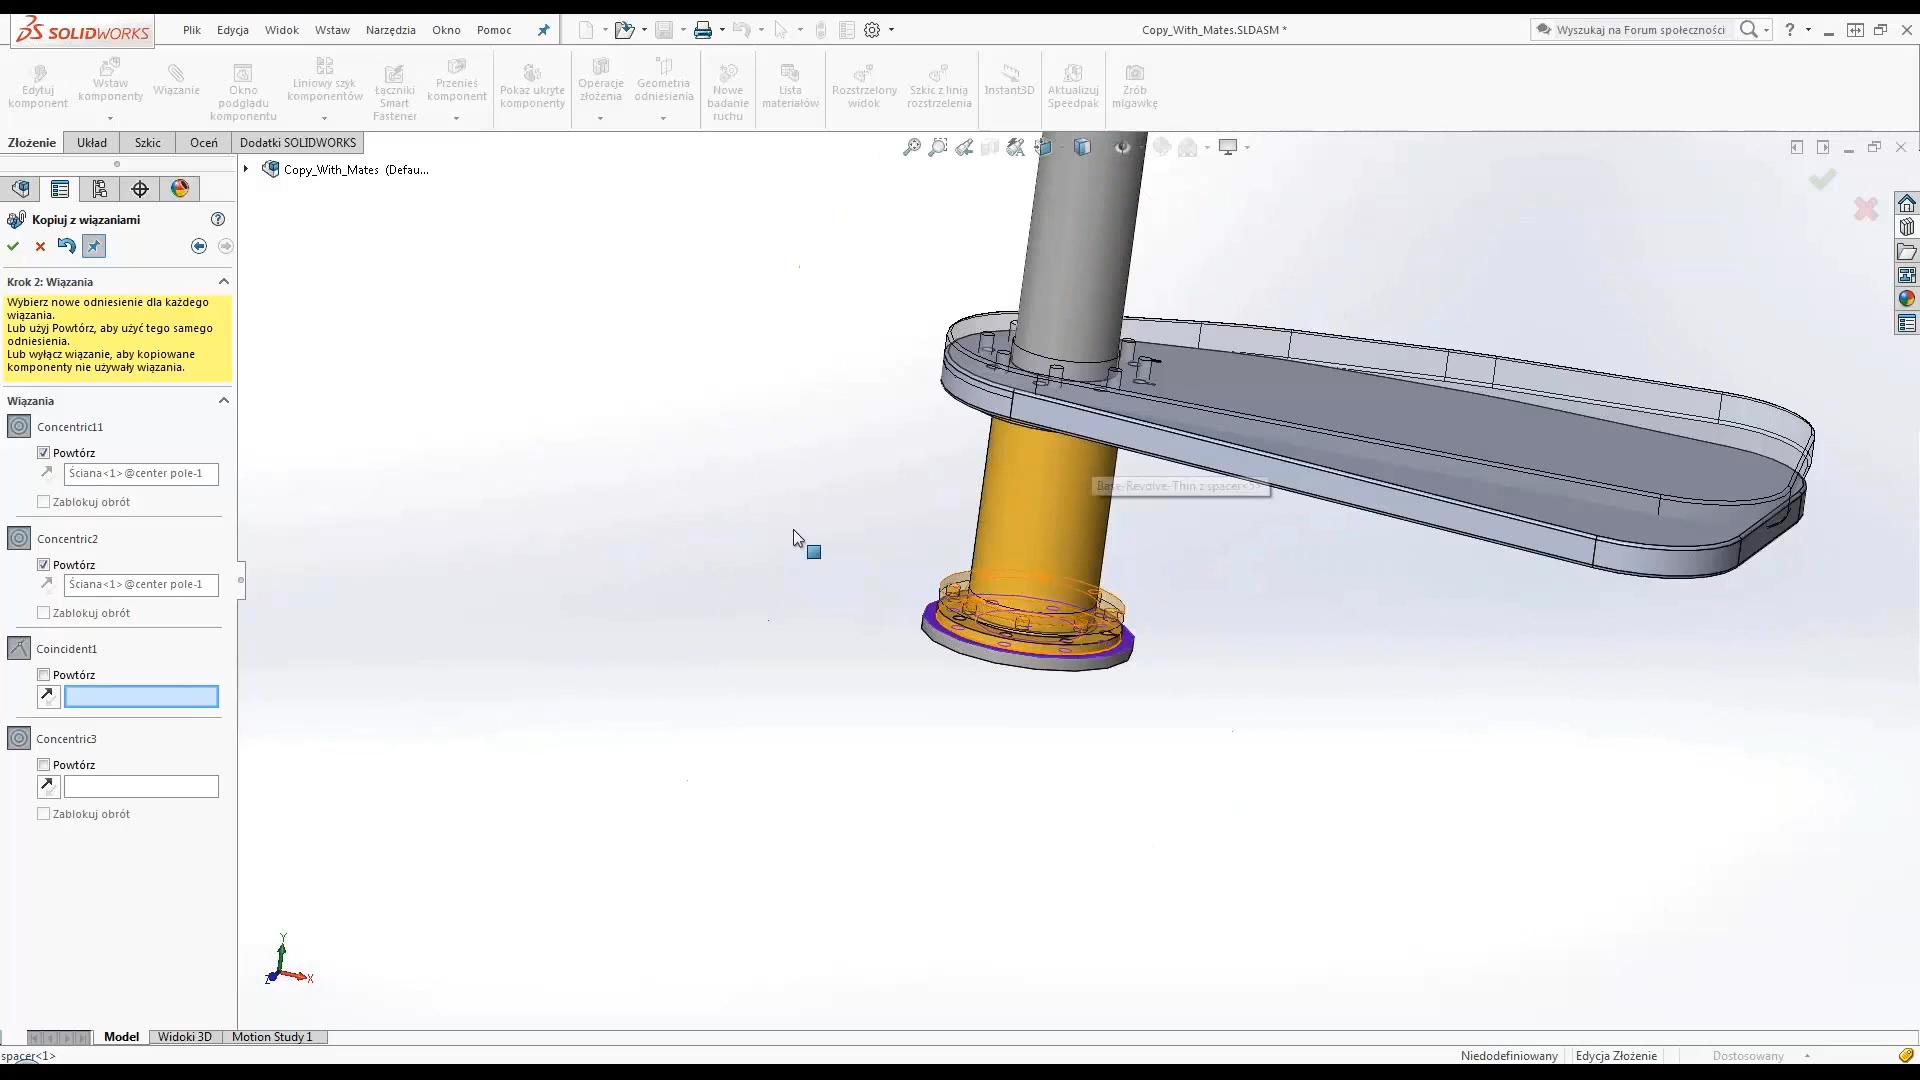 SOLIDWORKS Plik Edycja Widok Wstaw Narzędzia Okno Pomoc Copy_With_Mates.SLDASM * Wyszukaj na Forum społeczności ?
Edytuj komponent
Wstaw komponenty
Wiązanie
Okno podglądu komponentu
Liniowy szyk komponentów
Łączniki Smart Fastener
Przenieś komponent
Pokaż ukryte komponenty
Operacje złożenia
Geometria odniesienia
Nowe badanie ruchu
Lista materiałów
Rozstrzelony widok
Szkic z linią rozstrzelenia
Instant3D
Aktualizuj Speedpak
Zrób migawkę
Złożenie Układ Szkic Oceń Dodatki SOLIDWORKS
Copy_With_Mates (Defau...
Kopiuj z wiązaniami
Krok 2: Wiązania
Wybierz nowe odniesienie dla każdego
wiązania.
Lub użyj Powtórz, aby użyć tego samego
odniesienia.
Lub wyłącz wiązanie, aby kopiowane
komponenty nie używały wiązania.
Wiązania
Concentric11
Powtórz
Ściana<1>@center pole-1
Zablokuj obrót
Concentric2
Powtórz
Ściana<1>@center pole-1
Zablokuj obrót
Coincident1
Powtórz
Concentric3
Powtórz
Zablokuj obrót
Base-Revolve-Thin z spacer<5>
Y
X
Z
Model Widoki 3D Motion Study 1
spacer<1> Niedodefiniowany Edycja Złożenie Dostosowany